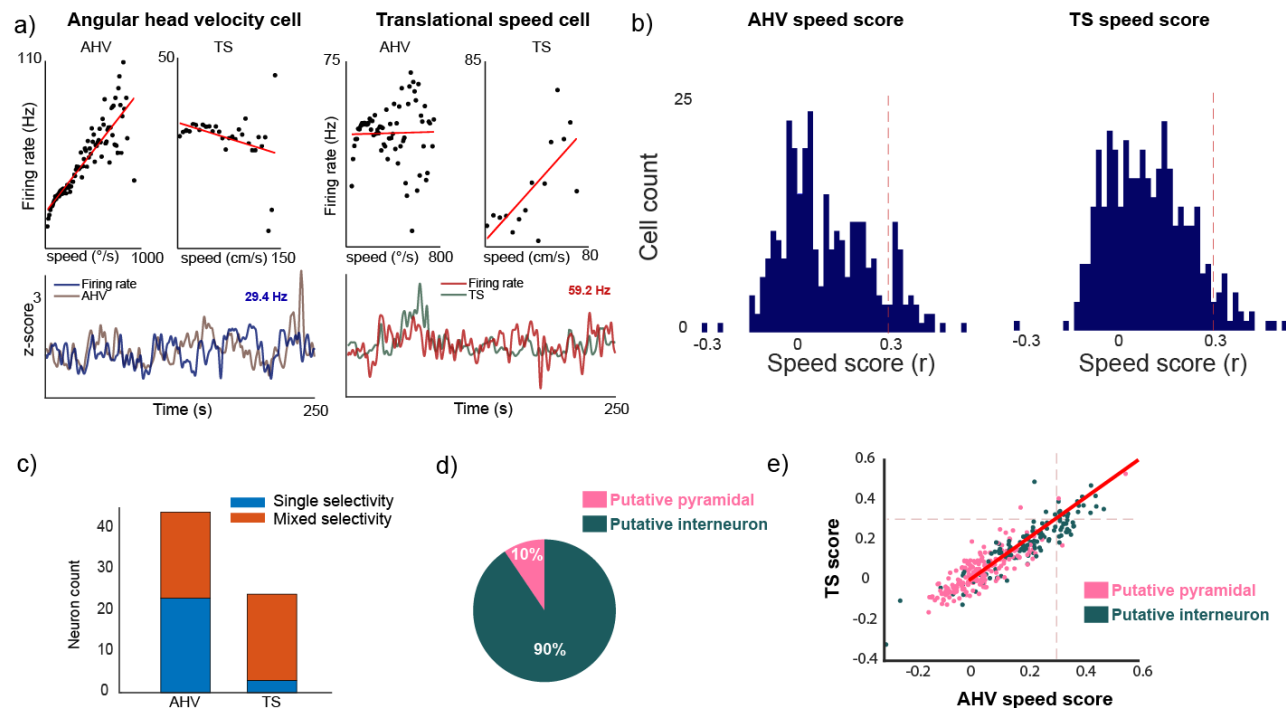 a)
Angular head velocity cell
Translational speed cell
AHV
TS
AHV
TS
110
50
75
85
Firing rate (Hz)
Firing rate (Hz)
speed (°/s)
1000
speed (cm/s)
150
speed (°/s)
800
speed (cm/s)
80
Firing rate
AHV
29.4 Hz
3
z-score
Time (s)
250
Firing rate
TS
59.2 Hz
Time (s)
250
b)
AHV speed score
TS speed score
25
Cell count
0
-0.3
0
0.3
Speed score (r)
-0.3
0
0.3
Speed score (r)
c)
Single selectivity
Mixed selectivity
40
30
20
10
0
Neuron count
AHV
TS
d)
Putative pyramidal
Putative interneuron
10%
90%
e)
0.6
0.4
0.2
0
-0.2
-0.4
TS score
Putative pyramidal
Putative interneuron
-0.2
0
0.2
0.4
0.6
AHV speed score